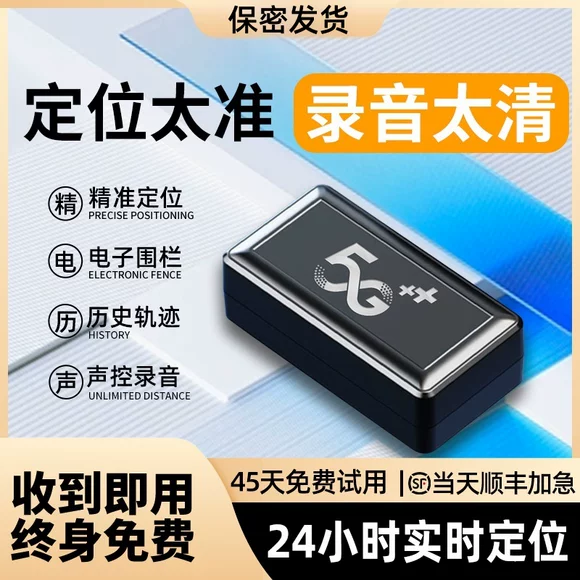 保密发货
定位太准 录音太清
精 精准定位
PRECISE POSITIONING
电 电子围栏
ELECTRONIC FENCE
历 历史轨迹
HISTORY
声 声控录音
UNLIMITED DISTANCE
5G++
收到即用
终身免费
45天免费试用 | SF 当天顺丰加急
24小时实时定位